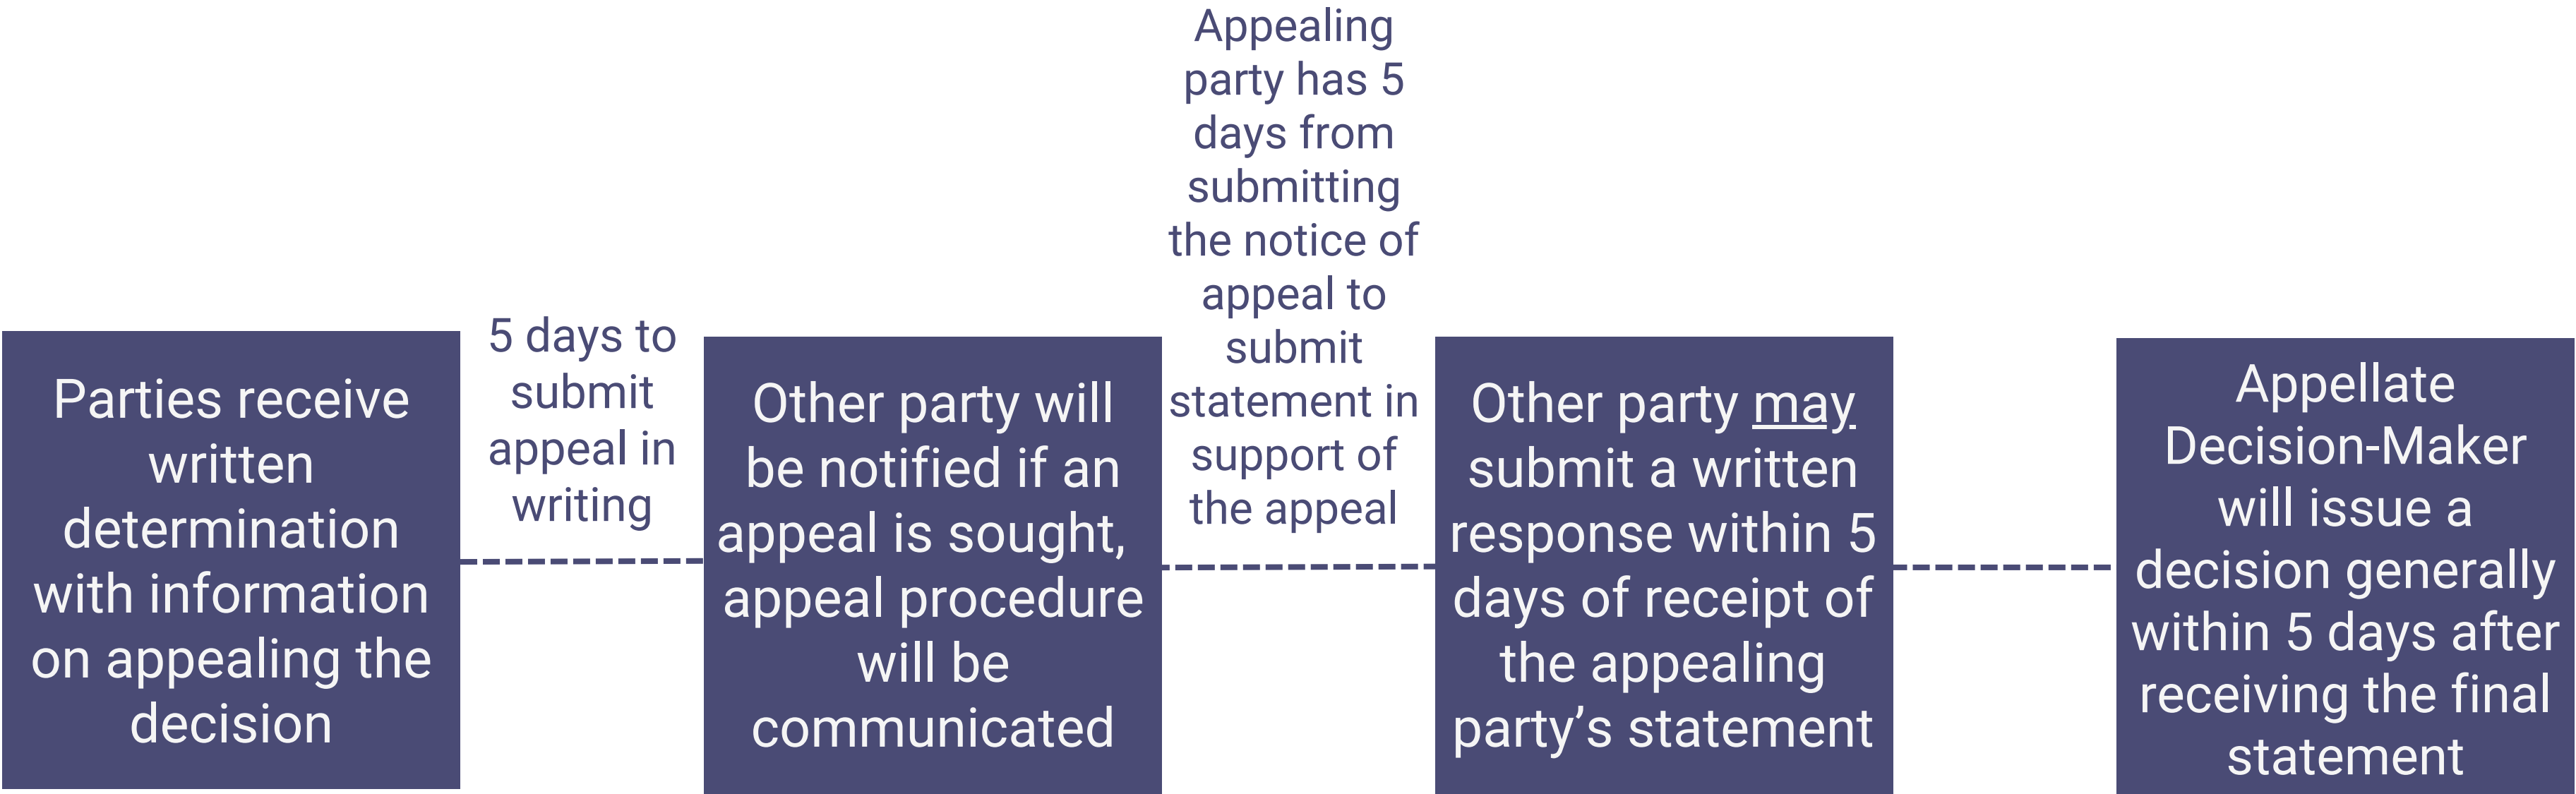 Parties receive
written
determination
with information
on appealing the
decision
5 days to
submit
appeal in
writing
Other party will
be notified if an
appeal is sought,
appeal procedure
will be
communicated
Appealing
party has 5
days from
submitting
the notice of
appeal to
submit
statement in
support of
the appeal
Other party may
submit a written
response within 5
days of receipt of
the appealing
party’s statement
Appellate
Decision-Maker
will issue a
decision generally
within 5 days after
receiving the final
statement